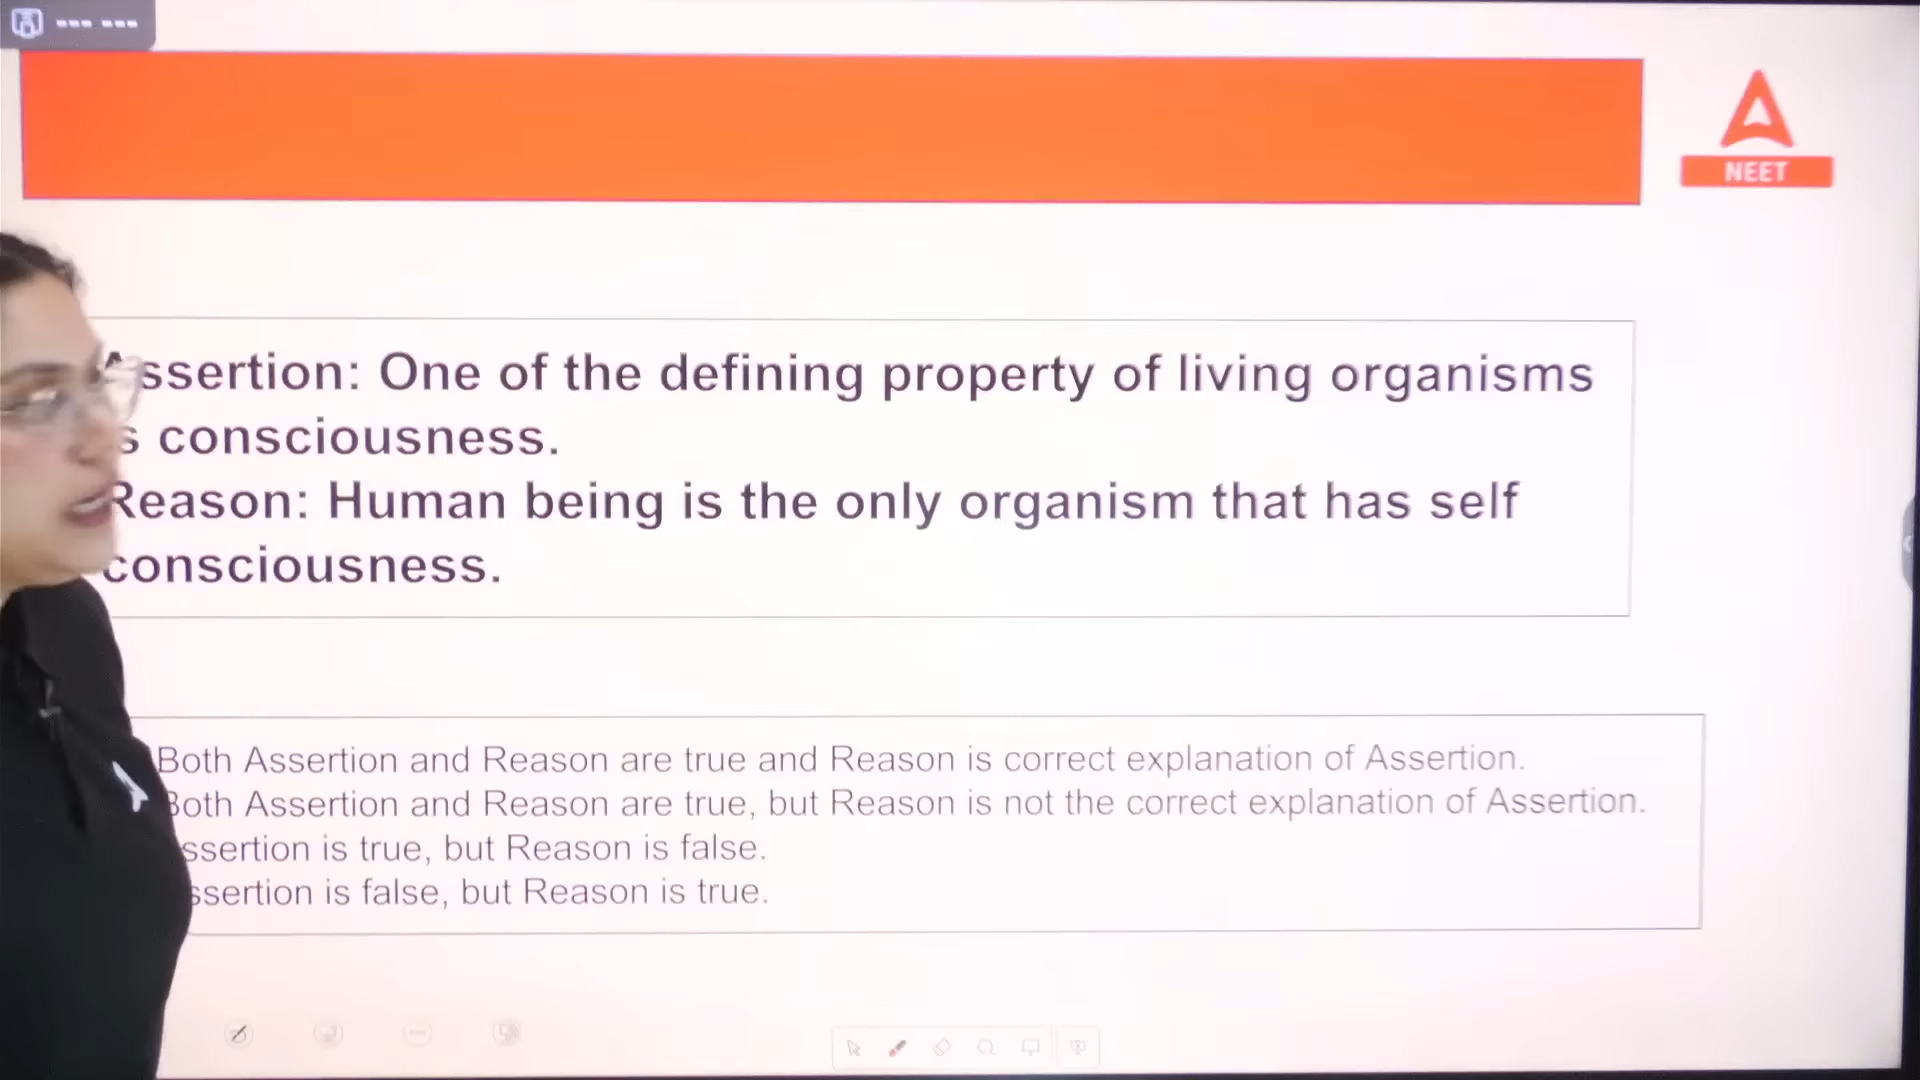 NEET
Assertion: One of the defining property of living organisms
is consciousness.
Reason: Human being is the only organism that has self
consciousness.
Both Assertion and Reason are true and Reason is correct explanation of Assertion.
Both Assertion and Reason are true, but Reason is not the correct explanation of Assertion.
Assertion is true, but Reason is false.
Assertion is false, but Reason is true.